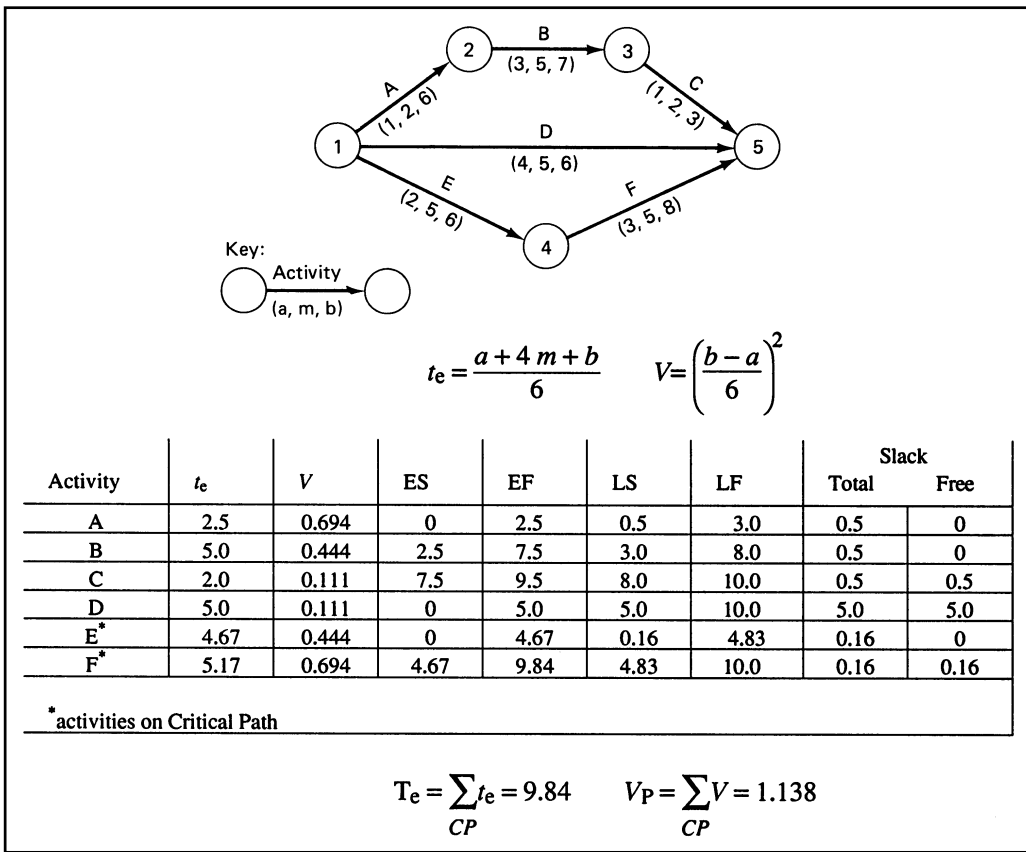 B
2
3
(3, 5, 7)
A
(1, 2, 6)
C
(1, 2, 3)
D
1
5
(4, 5, 6)
E
(2, 5, 6)
F
(3, 5, 8)
4
Key:
Activity
(a, m, b)
te = (a + 4 m + b) / 6 V= ((b − a) / 6)²
Slack
Activity te V ES EF LS LF Total Free
A 2.5 0.694 0 2.5 0.5 3.0 0.5 0
B 5.0 0.444 2.5 7.5 3.0 8.0 0.5 0
C 2.0 0.111 7.5 9.5 8.0 10.0 0.5 0.5
D 5.0 0.111 0 5.0 5.0 10.0 5.0 5.0
E* 4.67 0.444 0 4.67 0.16 4.83 0.16 0
F* 5.17 0.694 4.67 9.84 4.83 10.0 0.16 0.16
*activities on Critical Path
Te = ∑ te = 9.84 VP = ∑ V = 1.138
CP CP